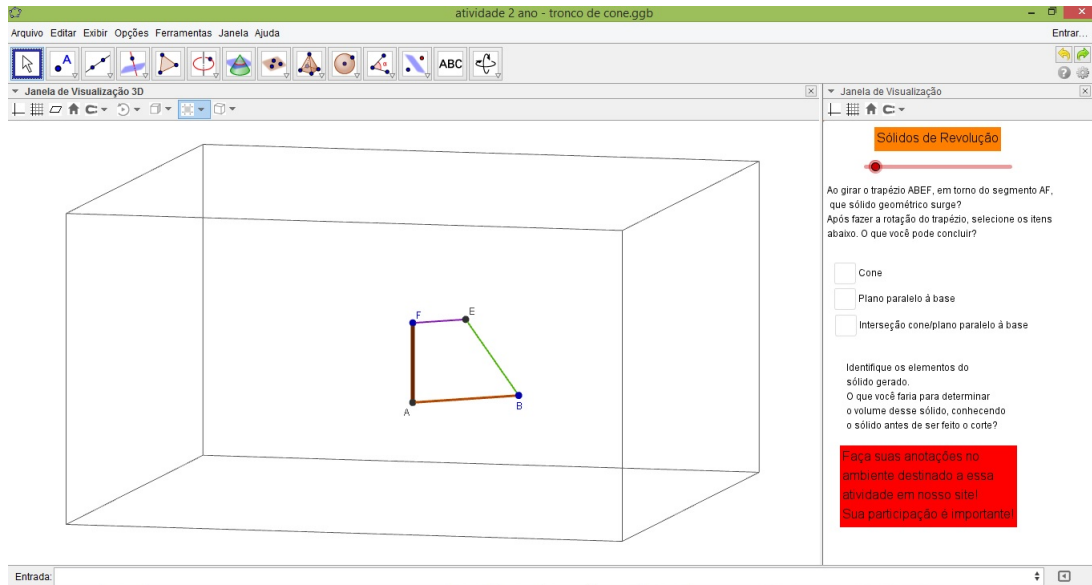 atividade 2 ano - tronco de cone.ggb
Arquivo Editar Exibir Opções Ferramentas Janela Ajuda
Entrar...
A
ABC
Janela de Visualização 3D
Janela de Visualização
Sólidos de Revolução
Ao girar o trapézio ABEF, em torno do segmento AF,
que sólido geométrico surge?
Após fazer a rotação do trapézio, selecione os itens
abaixo. O que você pode concluir?
Cone
Plano paralelo à base
Interseção cone/plano paralelo à base
F
E
A
B
Identifique os elementos do
sólido gerado.
O que você faria para determinar
o volume desse sólido, conhecendo
o sólido antes de ser feito o corte?
Faça suas anotações no
ambiente destinado a essa
atividade em nosso site!
Sua participação é importante!
Entrada: